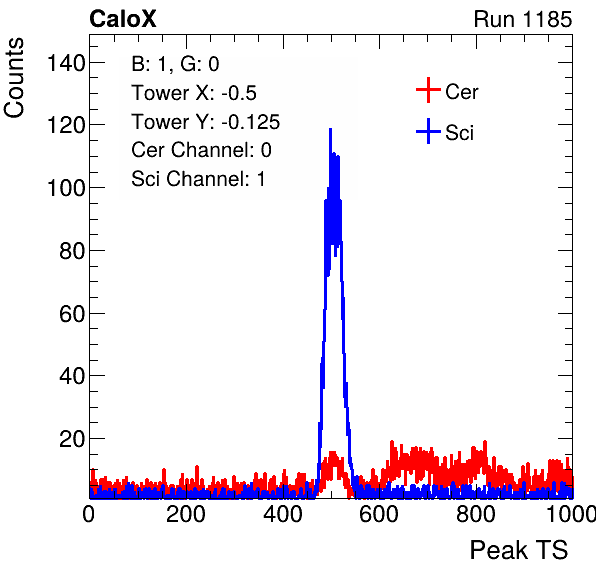 CaloX Run 1185
Counts
B: 1, G: 0
Tower X: -0.5
Tower Y: -0.125
Cer Channel: 0
Sci Channel: 1
Cer
Sci
140
120
100
80
60
40
20
0 200 400 600 800 1000
Peak TS